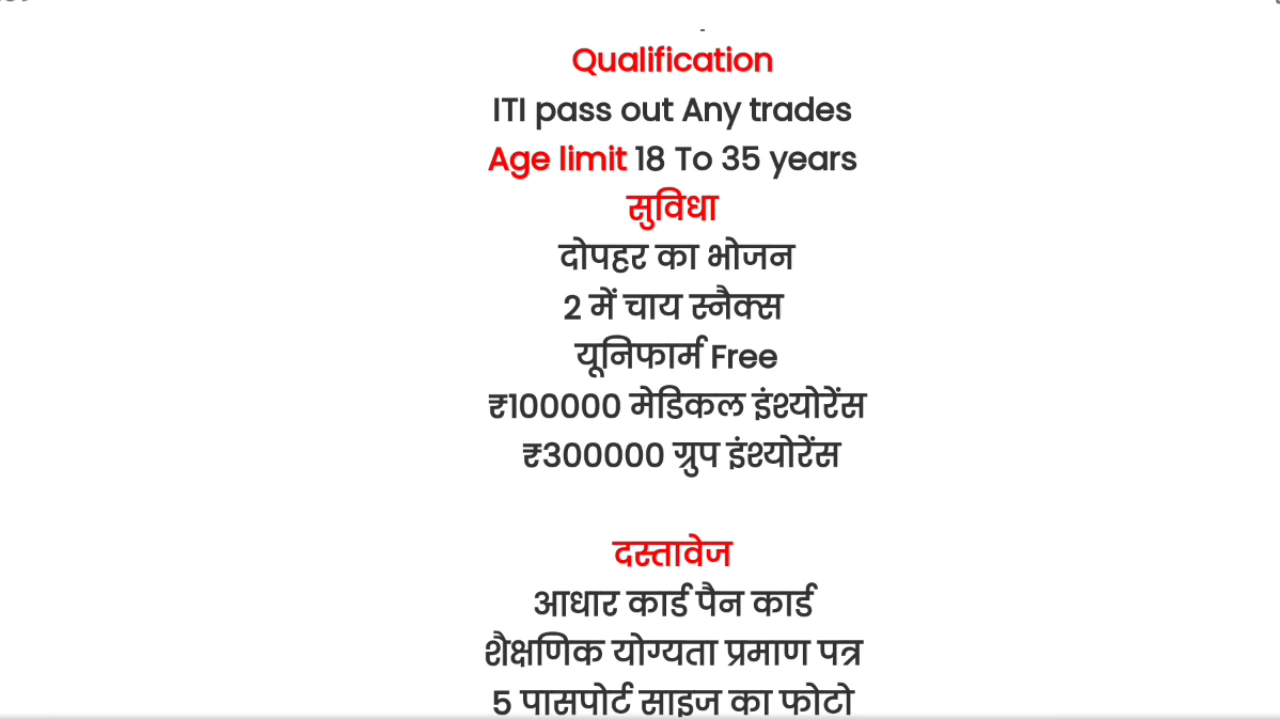 Qualification
ITI pass out Any trades
Age limit 18 To 35 years
सुविधा
दोपहर का भोजन
2 में चाय स्नैक्स
यूनिफार्म Free
₹100000 मेडिकल इंश्योरेंस
₹300000 ग्रुप इंश्योरेंस
दस्तावेज
आधार कार्ड पैन कार्ड
शैक्षणिक योग्यता प्रमाण पत्र
5 पासपोर्ट साइज का फोटो